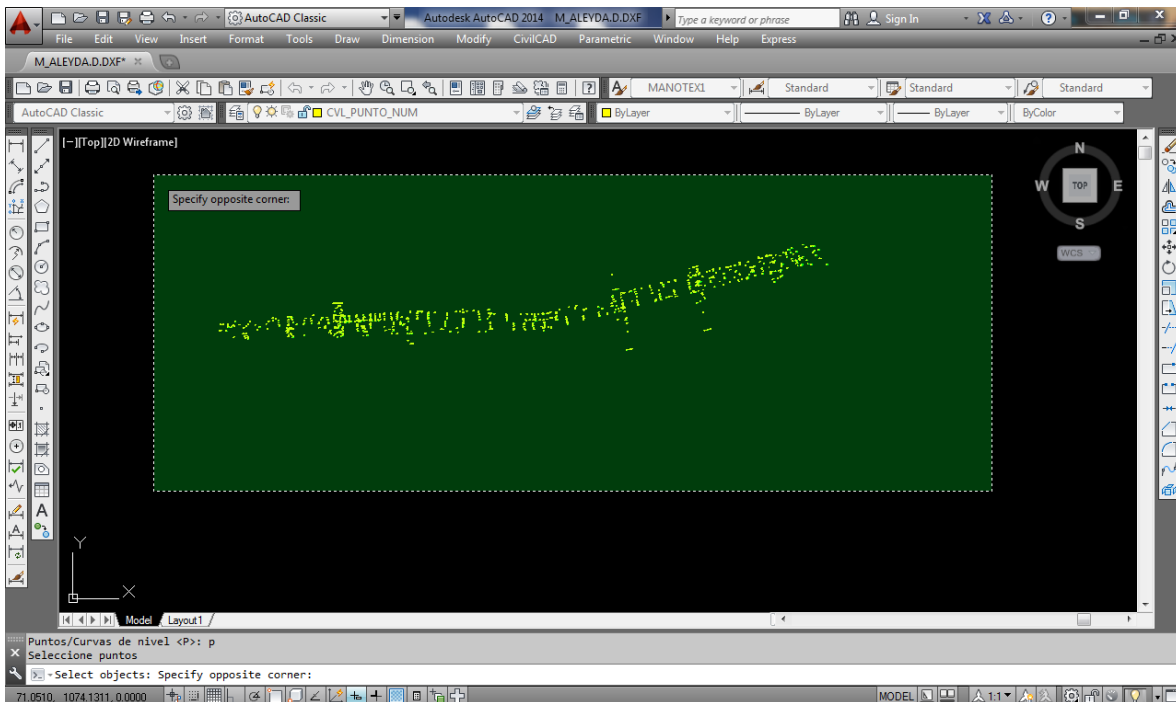 AutoCAD Classic
Autodesk AutoCAD 2014 M_ALEYDA.D.DXF
Type a keyword or phrase
Sign In
File Edit View Insert Format Tools Draw Dimension Modify CivilCAD Parametric Window Help Express
M_ALEYDA.D.DXF*
MANOTEX1 Standard Standard Standard
AutoCAD Classic CVL_PUNTO_NUM ByLayer ByLayer ByLayer ByColor
[−][Top][2D Wireframe]
N
W TOP E
S
WCS
Specify opposite corner:
Y
X
Model Layout1
Puntos/Curvas de nivel <P>: p
Seleccione puntos
Select objects: Specify opposite corner:
71.0510, 1074.1311, 0.0000 MODEL 1:1